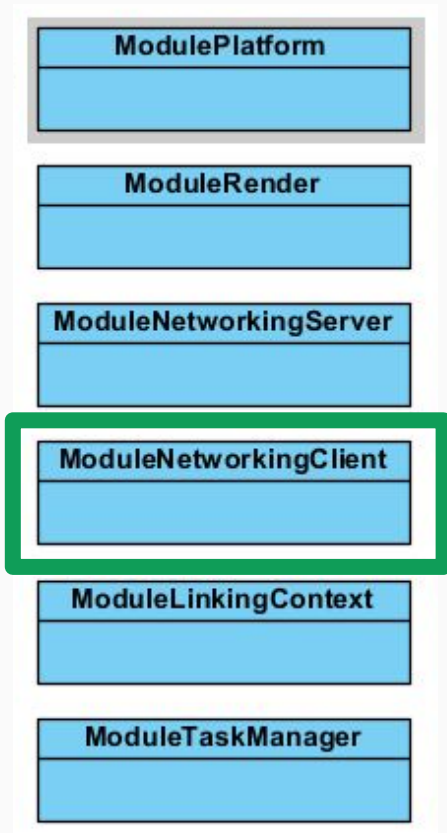 ModulePlatform
ModuleRender
ModuleNetworkingServer
ModuleNetworkingClient
ModuleLinkingContext
ModuleTaskManager